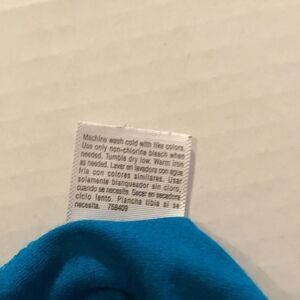 Machine wash cold with like colors.
Use only non-chlorine bleach when
needed. Tumble dry low. Warm iron
as needed. Lavar en lavadora con agua
fría con colores similares. Usar
solamente blanqueador sin cloro,
cuando se necesita. Secar en secadora
ciclo lento. Plancha tibia si se
necesita. 758409